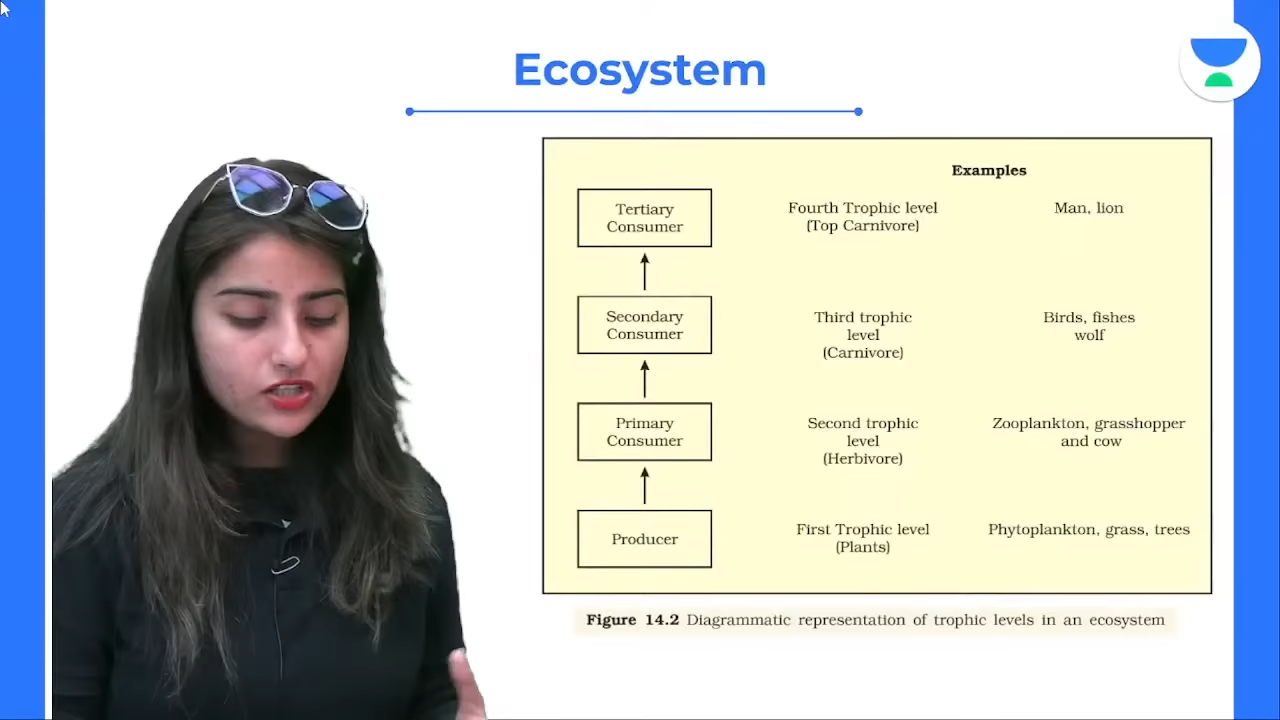 Ecosystem
Examples
Tertiary
Consumer
Fourth Trophic level
(Top Carnivore)
Man, lion
Secondary
Consumer
Third trophic
level
(Carnivore)
Birds, fishes
wolf
Primary
Consumer
Second trophic
level
(Herbivore)
Zooplankton, grasshopper
and cow
Producer
First Trophic level
(Plants)
Phytoplankton, grass, trees
Figure 14.2 Diagrammatic representation of trophic levels in an ecosystem